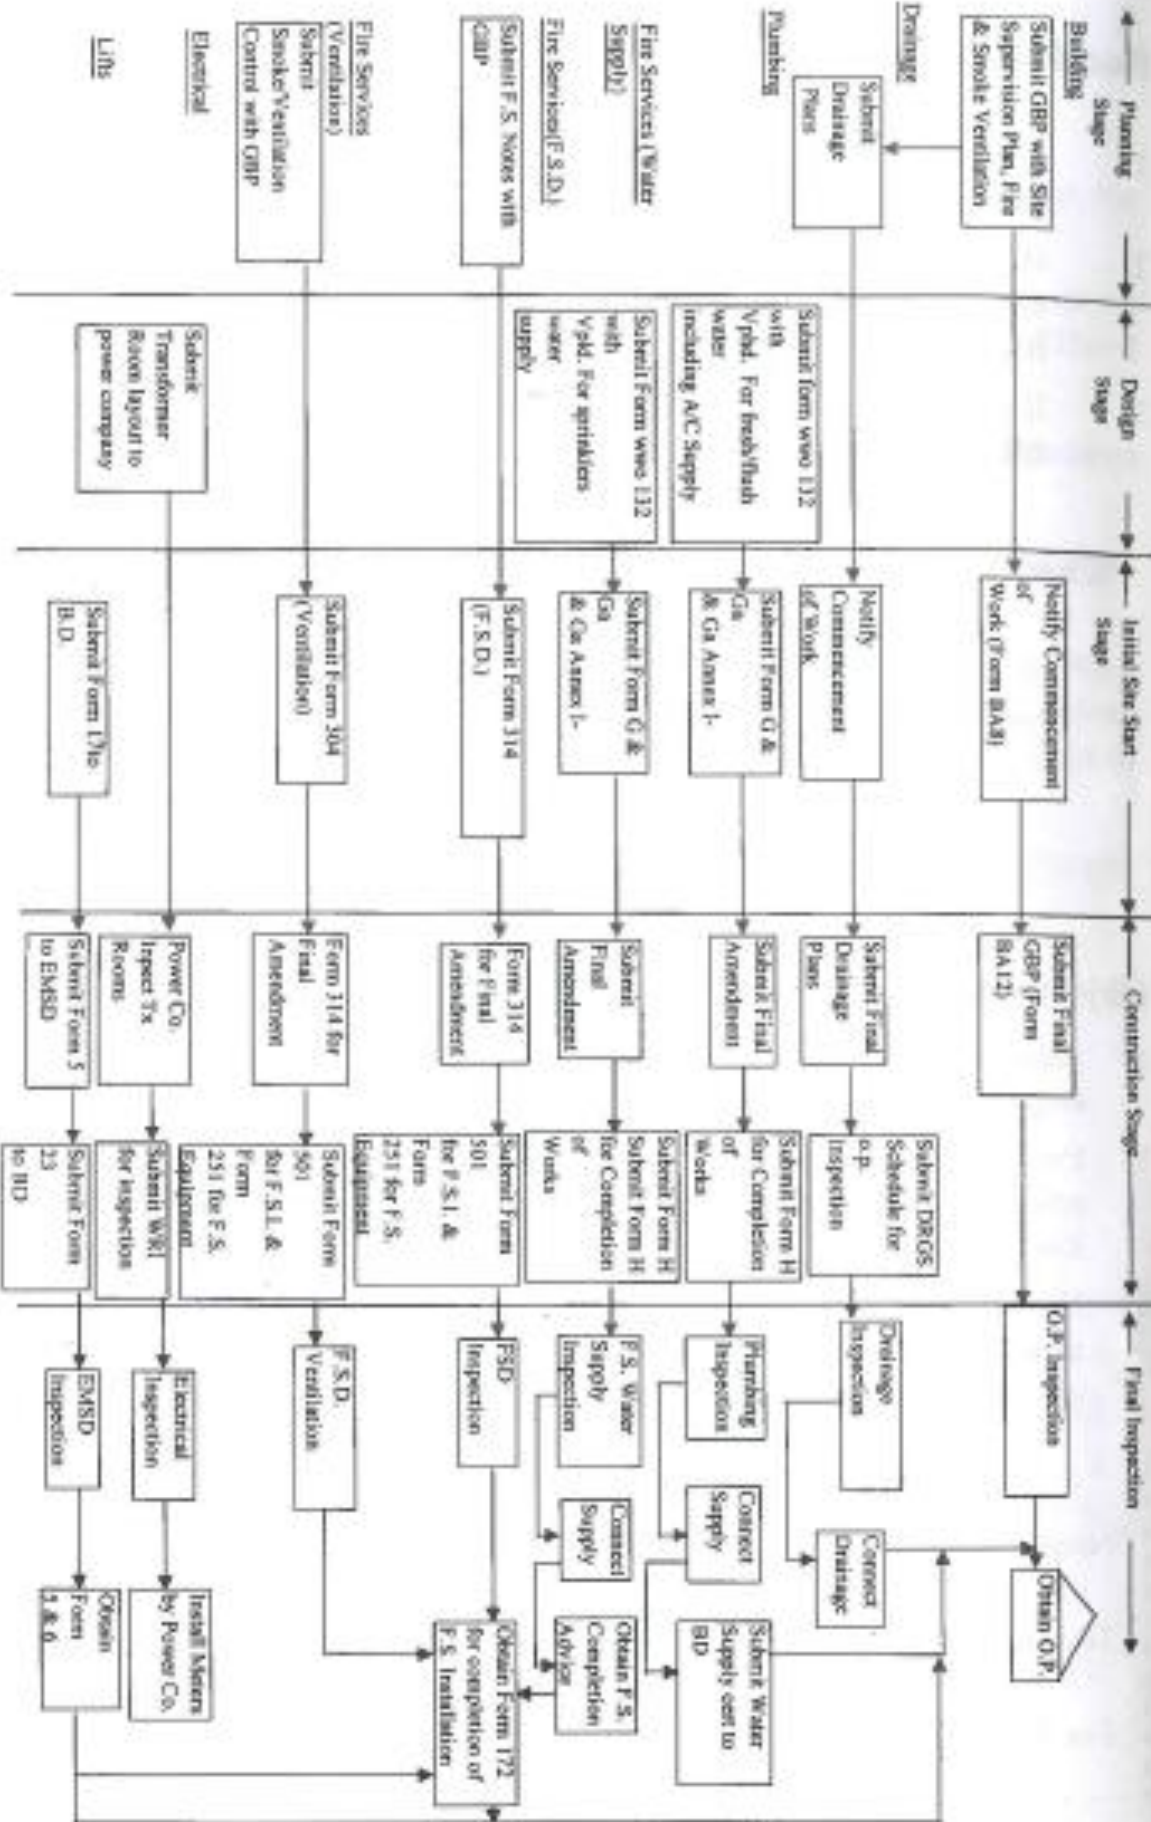 Planning
Stage
Design
Stage
Initial Site Start
Stage
Contruction Stage
Final Inspection
Building
Submit GBP with Site
Supervision Plan, Fire
& Smoke Ventilation
Notify Commencement
of
Work (Form BA8)
Submit Final
GBP (Form
BA12)
O.P. Inspection
Obtain O.P.
Drainage
Submit
Drainage
Plans
Notify
Commencement
of Work
Submit Final
Drainage
Plans
Submit DRGS
Schedule for
o.p.
Inspection
Drainage
Inspection
Connect
Drainage
Plumbing
Submit form wwo 132
with
Vphd. For fresh/flush
water
including A/C Supply
Submit Form G &
Ga
& Ga Annex I-
Submit Final
Amendment
Submit Form H
for Completion
of
Works
Plumbing
Inspection
Connect
Supply
Submit Water
Supply cert to
BD
Fire Services (Water
Supply)
Submit Form wwo 132
with
Vpld. For sprinklers
water
supply
Submit Form G &
Ga
& Ga Annex I-
Submit
Final
Amendment
Submit Form H
Submit Form H
for Completion
of
Works
F.S. Water
Supply
Inspection
Connect
Supply
Obtain F.S.
Completion
Advice
Fire Services(F.S.D.)
Submit F.S. Notes with
GBP
Submit Form 314
(F.S.D.)
Form 314
for Final
Amendment
Submit Form
501
for F.S.I. &
Form
251 for F.S.
Equipment
FSD
Inspection
Obtain Form 172
for completion of
F.S. Installation
Fire Services
(Ventilation)
Submit
Smoke/Ventilation
Control with GBP
Submit Form 304
(Ventilation)
Form 314 for
Final
Amendment
Submit Form
501
for F.S.I. &
Form
251 for F.S.
Equipment
F.S.D.
Ventilation
Electrical
Submit
Transformer
Room layout to
power company
Power Co.
Inpect Tx
Rooms
Submit WR1
for inspection
Electrical
Inspection
Install Meters
by Power Co.
Lifts
Submit Form 17to
B.D.
Submit Form 5
to EMSD
Submit Form
23
to BD
EMSD
Inspection
Obtain
Form
5 & 6